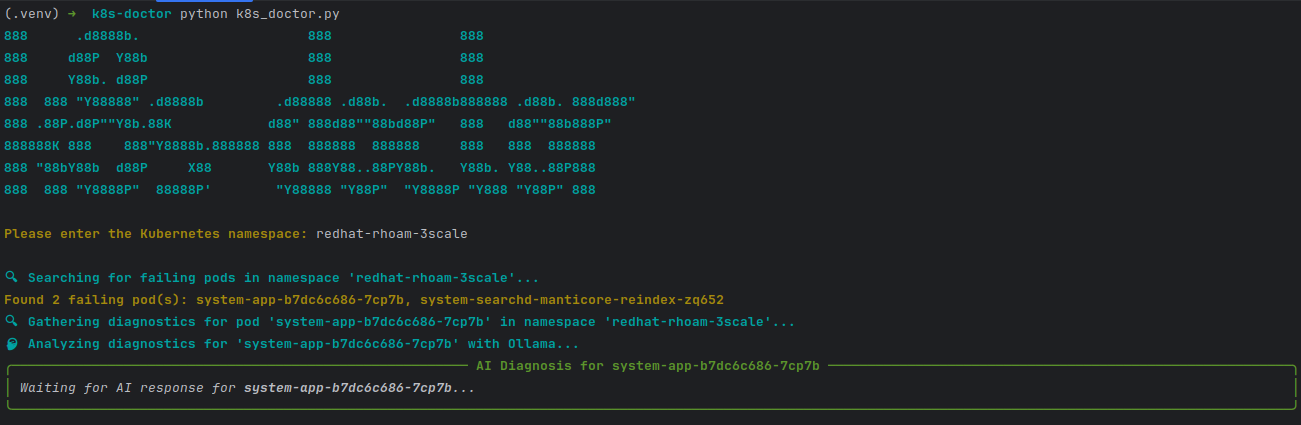 (.venv) → k8s-doctor python k8s_doctor.py
888      .d8888b.                     888                888
888     d88P  Y88b                    888                888
888     Y88b. d88P                    888                888
888  888 "Y88888" .d8888b         .d88888 .d88b.  .d8888b888888 .d88b. 888d888"
888 .88P.d8P""Y8b.88K            d88" 888d88""88bd88P"   888   d88""88b888P"
888888K 888    888"Y8888b.888888 888  888888  888888     888   888  888888
888 "88bY88b  d88P     X88       Y88b 888Y88..88PY88b.   Y88b. Y88..88P888
888  888 "Y8888P"  88888P'        "Y88888 "Y88P"  "Y8888P "Y888 "Y88P" 888
Please enter the Kubernetes namespace: redhat-rhoam-3scale
🔍 Searching for failing pods in namespace 'redhat-rhoam-3scale'...
Found 2 failing pod(s): system-app-b7dc6c686-7cp7b, system-searchd-manticore-reindex-zq652
🔍 Gathering diagnostics for pod 'system-app-b7dc6c686-7cp7b' in namespace 'redhat-rhoam-3scale'...
🧠 Analyzing diagnostics for 'system-app-b7dc6c686-7cp7b' with Ollama...
AI Diagnosis for system-app-b7dc6c686-7cp7b
Waiting for AI response for system-app-b7dc6c686-7cp7b...